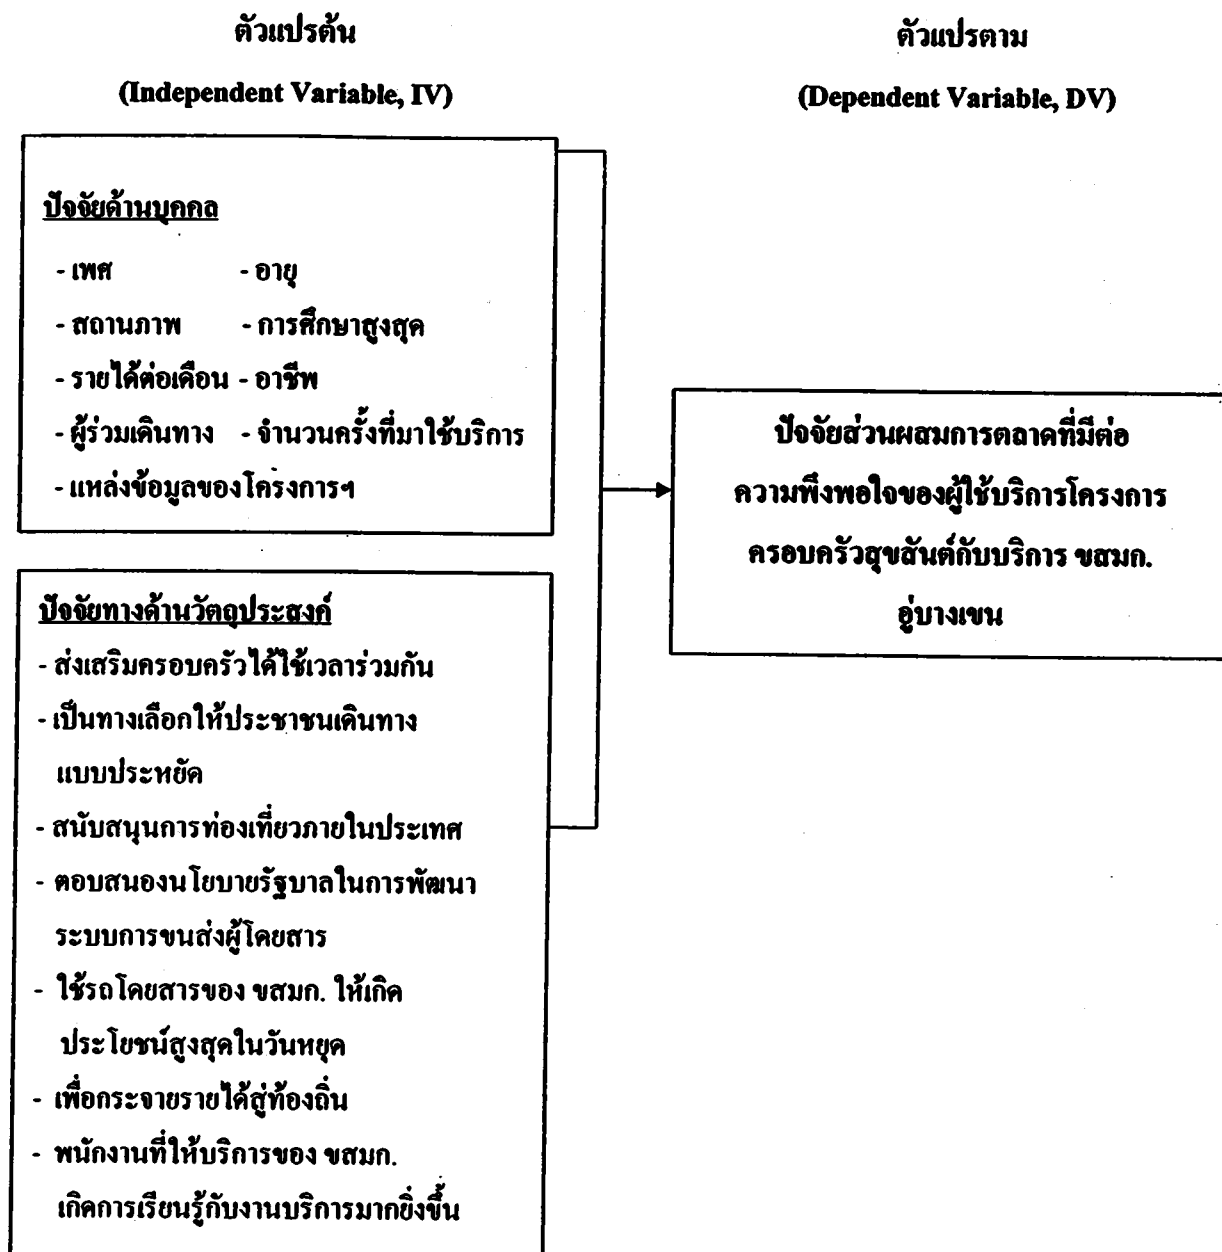 ตัวแปรต้น
(Independent Variable, IV)
ปัจจัยด้านบุคคล
- เพศ - อายุ
- สถานภาพ - การศึกษาสูงสุด
- รายได้ต่อเดือน - อาชีพ
- ผู้ร่วมเดินทาง - จำนวนครั้งที่มาใช้บริการ
- แหล่งข้อมูลของโครงการฯ
ปัจจัยทางด้านวัตถุประสงค์
- ส่งเสริมครอบครัวได้ใช้เวลาร่วมกัน
- เป็นทางเลือกให้ประชาชนเดินทาง
แบบประหยัด
- สนับสนุนการท่องเที่ยวภายในประเทศ
- ตอบสนองนโยบายรัฐบาลในการพัฒนา
ระบบการขนส่งผู้โดยสาร
- ใช้รถโดยสารของ ขสมก. ให้เกิด
ประโยชน์สูงสุดในวันหยุด
- เพื่อกระจายรายได้สู่ท้องถิ่น
- พนักงานที่ให้บริการของ ขสมก.
เกิดการเรียนรู้กับงานบริการมากยิ่งขึ้น
ตัวแปรตาม
(Dependent Variable, DV)
ปัจจัยส่วนผสมการตลาดที่มีต่อ
ความพึงพอใจของผู้ใช้บริการโครงการ
ครอบครัวสุขสันต์กับบริการ ขสมก.
อู่บางเขน